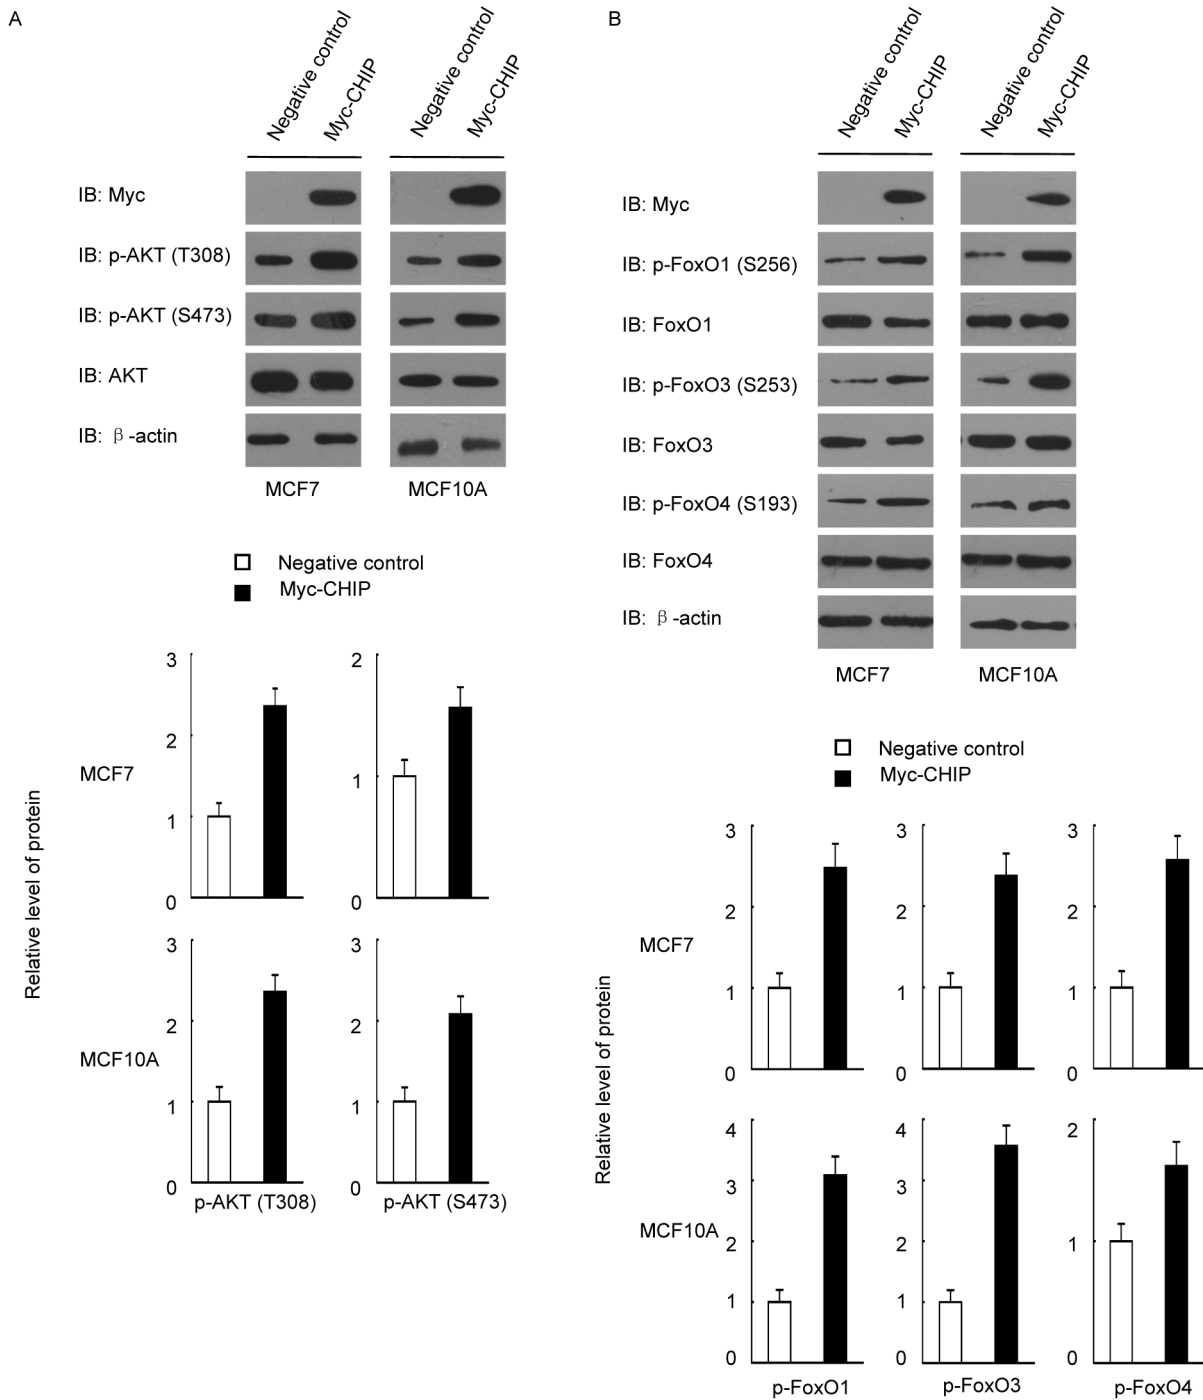 A
Negative control
Myc-CHIP
Negative control
Myc-CHIP
IB: Myc
IB: p-AKT (T308)
IB: p-AKT (S473)
IB: AKT
IB: β-actin
MCF7
MCF10A
Negative control
Myc-CHIP
Relative level of protein
MCF7
3
2
1
0
2
1
0
MCF10A
3
2
1
0
3
2
1
0
p-AKT (T308)
p-AKT (S473)
B
Negative control
Myc-CHIP
Negative control
Myc-CHIP
IB: Myc
IB: p-FoxO1 (S256)
IB: FoxO1
IB: p-FoxO3 (S253)
IB: FoxO3
IB: p-FoxO4 (S193)
IB: FoxO4
IB: β-actin
MCF7
MCF10A
Negative control
Myc-CHIP
Relative level of protein
MCF7
3
2
1
0
3
2
1
0
3
2
1
0
MCF10A
4
3
2
1
0
4
3
2
1
0
2
1
0
p-FoxO1
p-FoxO3
p-FoxO4